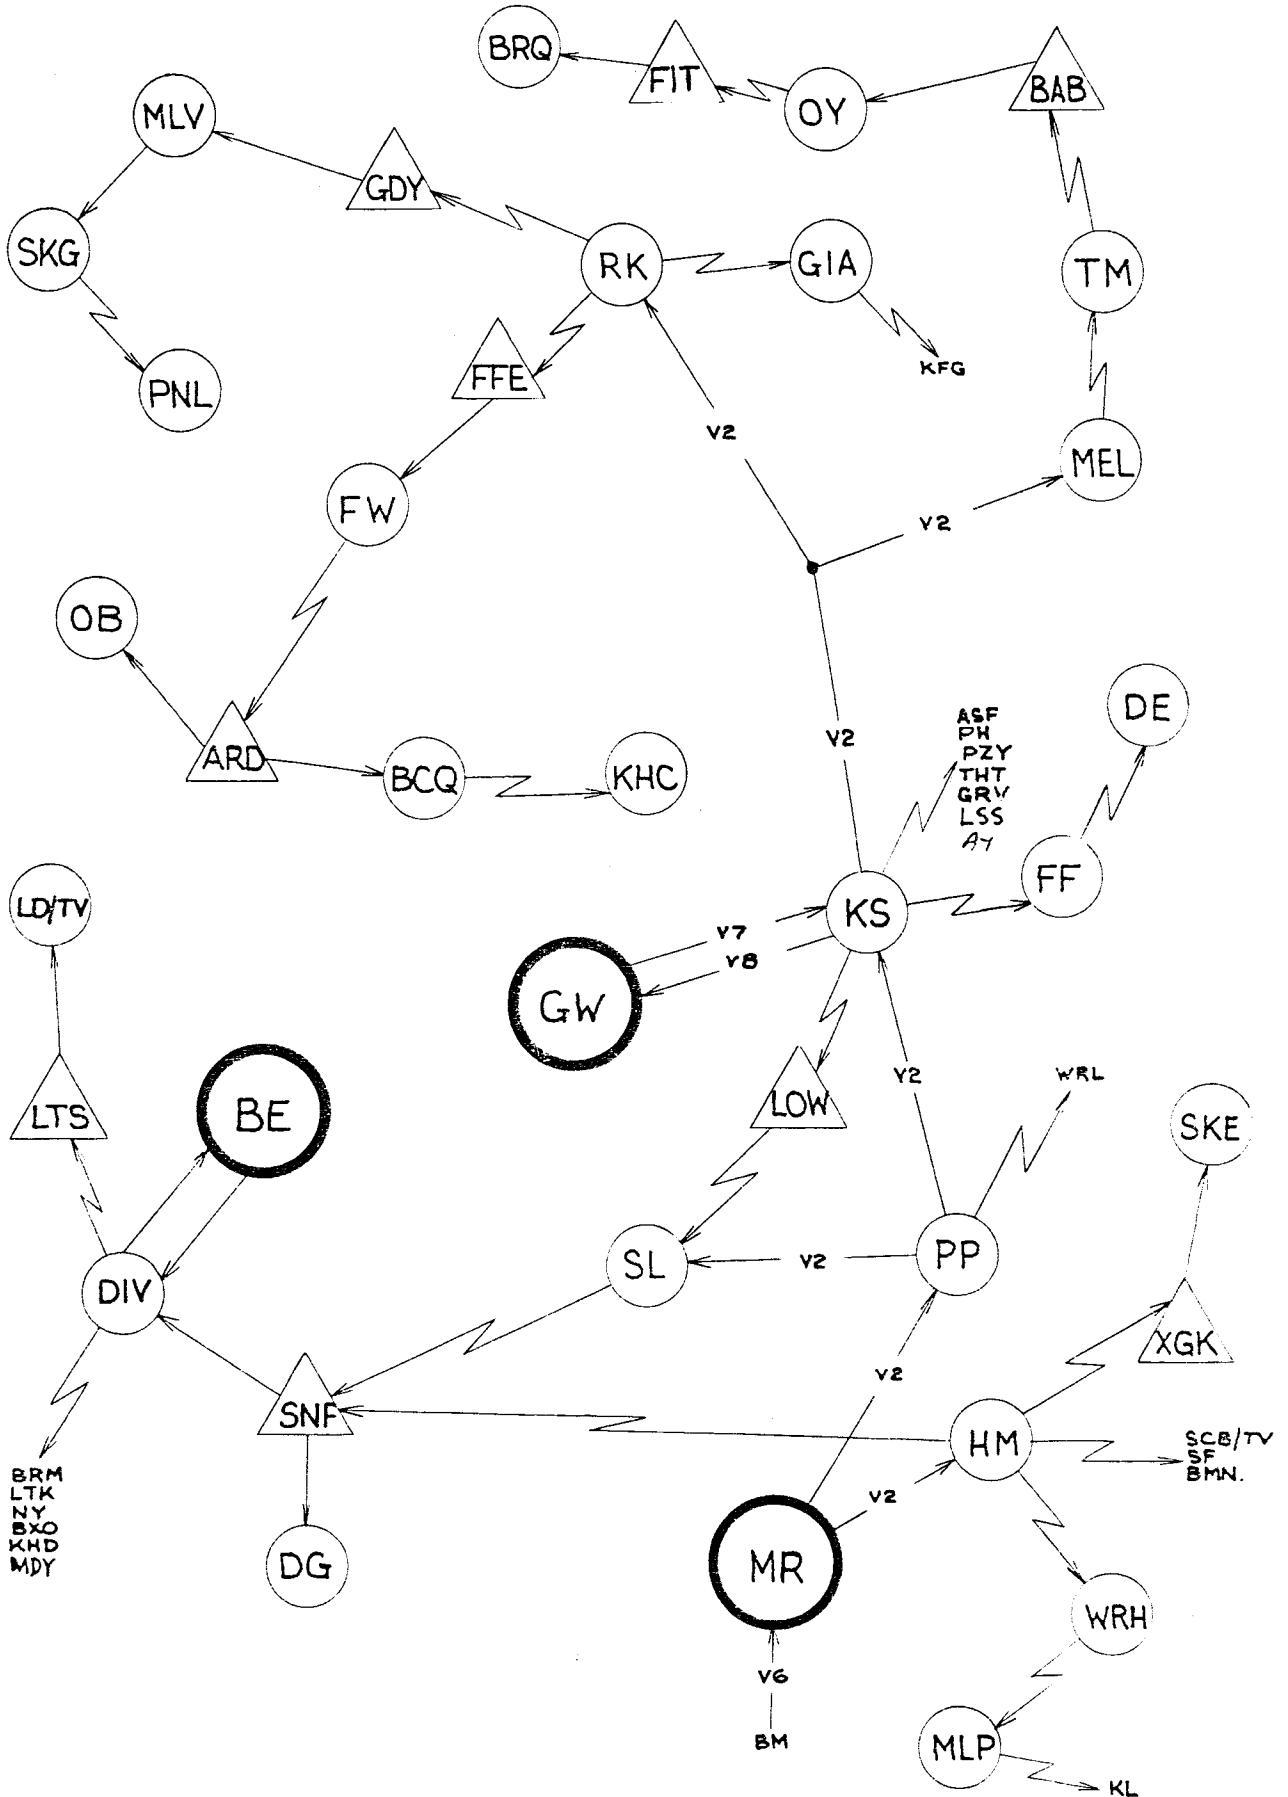 BRQ
FIT
OY
BAB
MLV
GDY
SKG
RK
GIA
TM
KFG
PNL
FFE
V2
MEL
FW
V2
OB
DE
ASF
PH
PZY
THT
GRV
LSS
AY
V2
ARD
BCQ
KHC
FF
LD/TV
KS
V7
V8
GW
V2
WRL
LTS
BE
LOW
SKE
DIV
SL
V2
PP
XGK
V2
SNF
HM
SCB/TV
SF
BMN.
BRM
LTK
NY
BXO
KHD
MDY
V2
DG
MR
WRH
V6
BM
MLP
KL